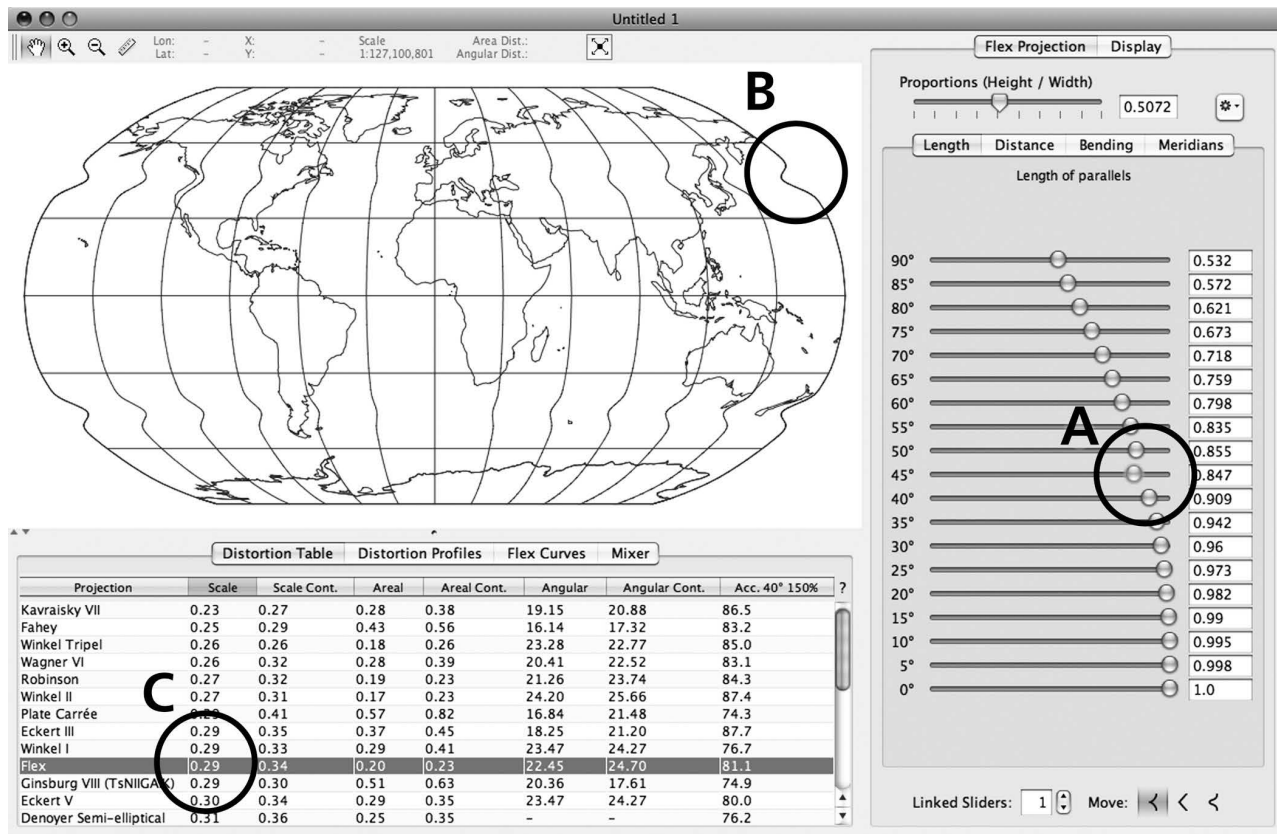 Untitled 1
Lon: – X: – Scale Area Dist.:
Lat: – Y: – 1:127,100,801 Angular Dist.:
Flex Projection Display
Proportions (Height / Width)
0.5072
Length Distance Bending Meridians
Length of parallels
90° 0.532
85° 0.572
80° 0.621
75° 0.673
70° 0.718
65° 0.759
60° 0.798
55° 0.835
50° 0.855
45° 0.847
40° 0.909
35° 0.942
30° 0.96
25° 0.973
20° 0.982
15° 0.99
10° 0.995
5° 0.998
0° 1.0
Linked Sliders: 1 Move:
A
B
C
Distortion Table Distortion Profiles Flex Curves Mixer
Projection Scale Scale Cont. Areal Areal Cont. Angular Angular Cont. Acc. 40° 150% ?
Kavraisky VII 0.23 0.27 0.28 0.38 19.15 20.88 86.5
Fahey 0.25 0.29 0.43 0.56 16.14 17.32 83.2
Winkel Tripel 0.26 0.26 0.18 0.26 23.28 22.77 85.0
Wagner VI 0.26 0.32 0.28 0.39 20.41 22.52 83.1
Robinson 0.27 0.32 0.19 0.23 21.26 23.74 84.3
Winkel II 0.27 0.31 0.17 0.23 24.20 25.66 87.4
Plate Carrée 0.29 0.41 0.57 0.82 16.84 21.48 74.3
Eckert III 0.29 0.35 0.37 0.45 18.25 21.20 87.7
Winkel I 0.29 0.33 0.29 0.41 23.47 24.27 76.7
Flex 0.29 0.34 0.20 0.23 22.45 24.70 81.1
Ginsburg VIII (TsNIIGAiK) 0.29 0.30 0.51 0.63 20.36 17.61 74.9
Eckert V 0.30 0.34 0.29 0.35 23.47 24.27 80.0
Denoyer Semi-elliptical 0.31 0.36 0.25 0.35 – – 76.2